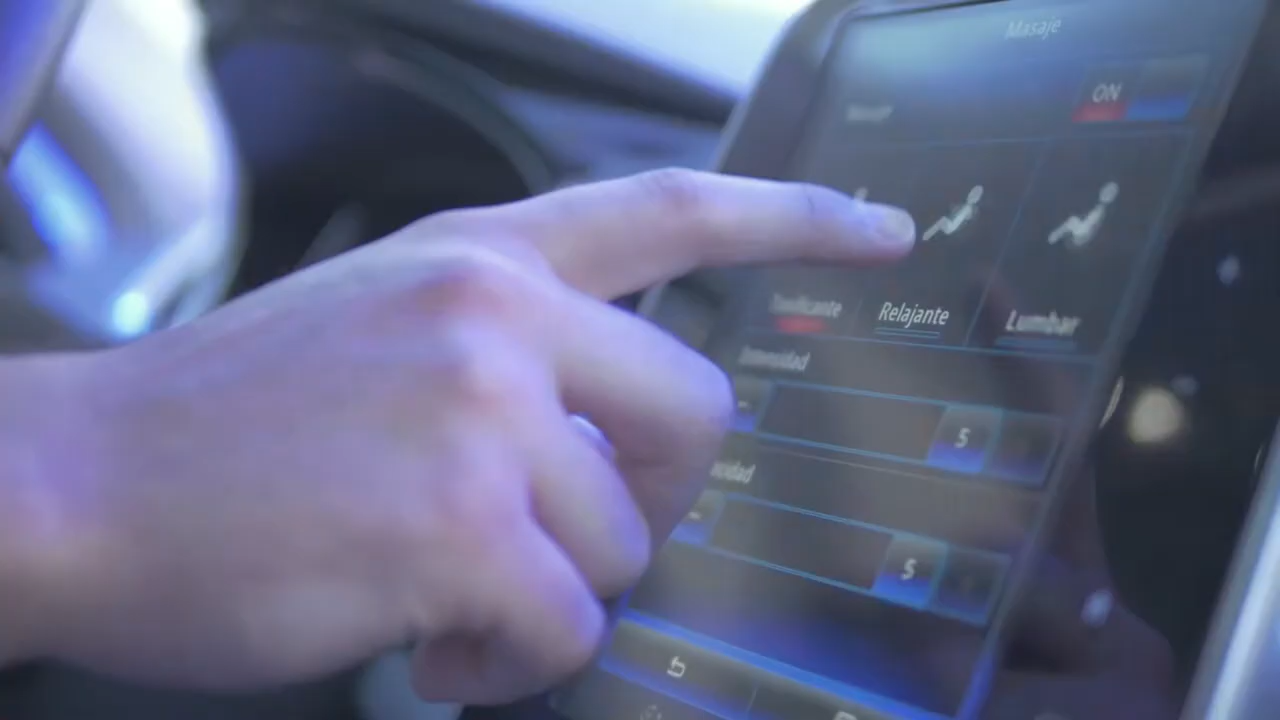 Masaje
ON
Tonificante Relajante Lumbar
Intensidad
- 5
5